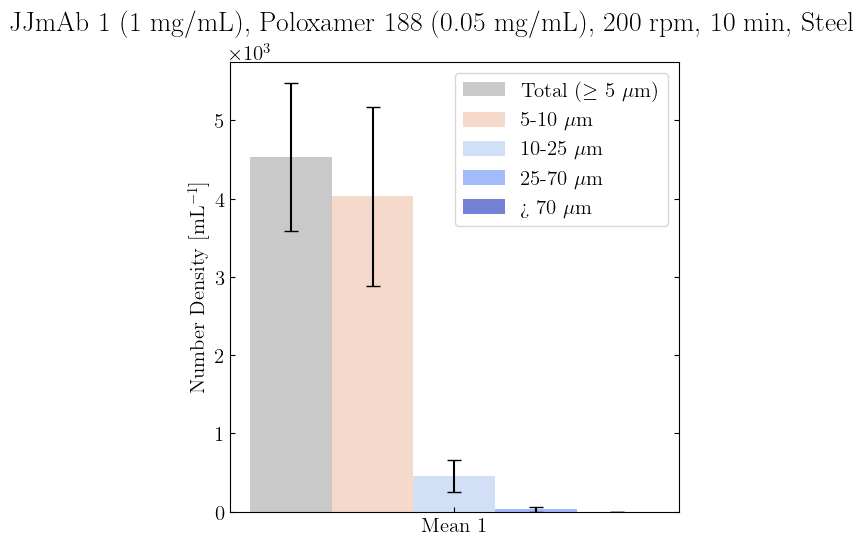 JJmAb 1 (1 mg/mL), Poloxamer 188 (0.05 mg/mL), 200 rpm, 10 min, Steel
×10³
Total (≥ 5 μm)
5-10 μm
10-25 μm
25-70 μm
> 70 μm
Number Density [mL⁻¹]
5
4
3
2
1
0
Mean 1